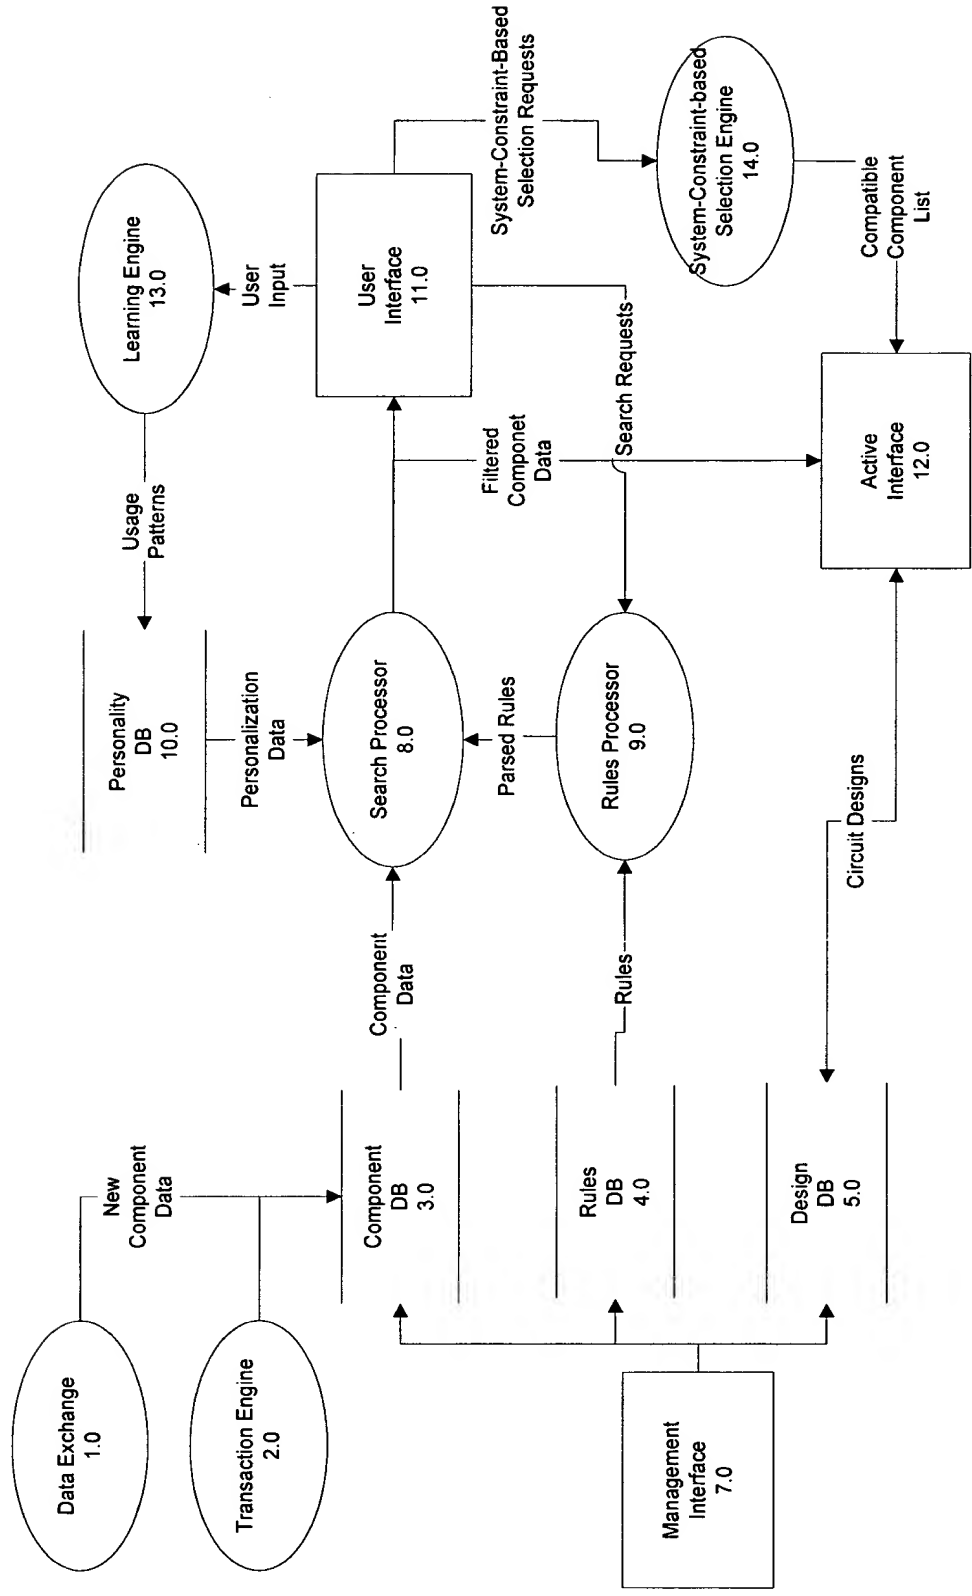 Data Exchange
1.0
Transaction Engine
2.0
New
Component
Data
Component
DB
3.0
Rules
DB
4.0
Design
DB
5.0
Management
Interface
7.0
Component
Data
Rules
Circuit Designs
Personality
DB
10.0
Personalization
Data
Search Processor
8.0
Parsed Rules
Rules Processor
9.0
Usage
Patterns
Learning Engine
13.0
User
Input
User
Interface
11.0
Filtered
Componet
Data
Search Requests
Active
Interface
12.0
System-Constraint-Based
Selection Requests
System-Constraint-based
Selection Engine
14.0
Compatible
Component
List